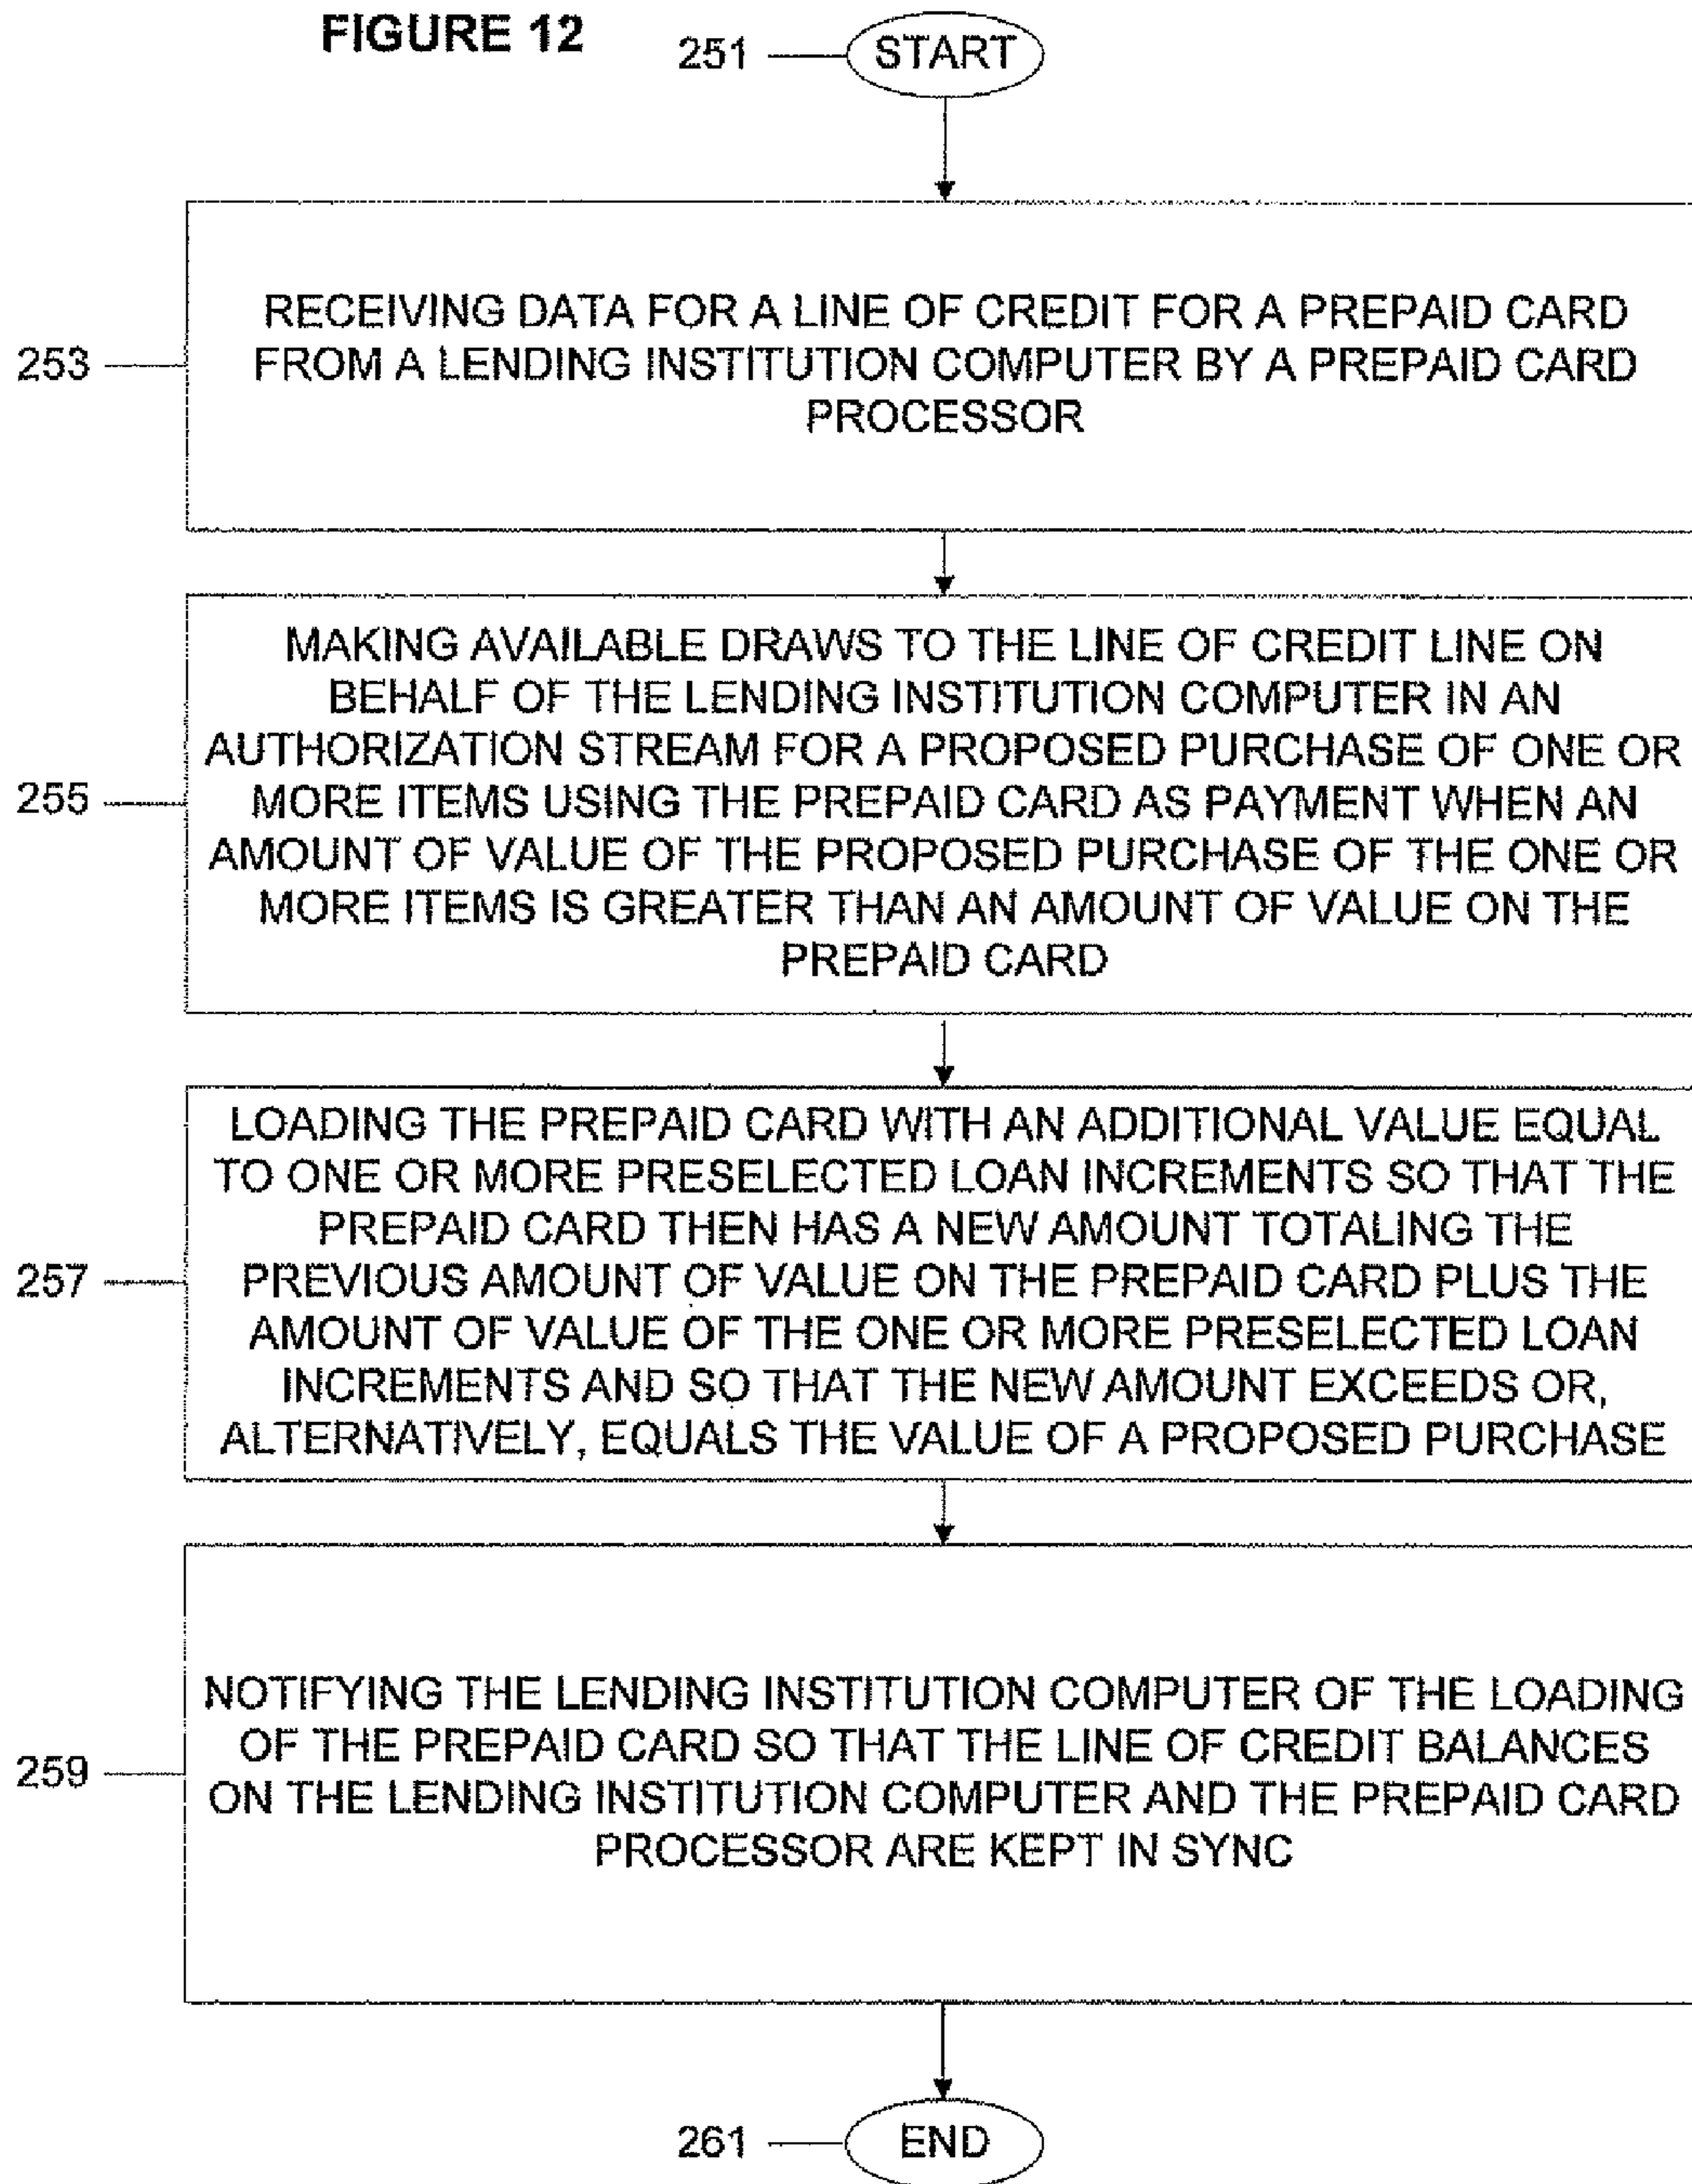 FIGURE 12
251
START
253
RECEIVING DATA FOR A LINE OF CREDIT FOR A PREPAID CARD
FROM A LENDING INSTITUTION COMPUTER BY A PREPAID CARD
PROCESSOR
255
MAKING AVAILABLE DRAWS TO THE LINE OF CREDIT LINE ON
BEHALF OF THE LENDING INSTITUTION COMPUTER IN AN
AUTHORIZATION STREAM FOR A PROPOSED PURCHASE OF ONE OR
MORE ITEMS USING THE PREPAID CARD AS PAYMENT WHEN AN
AMOUNT OF VALUE OF THE PROPOSED PURCHASE OF THE ONE OR
MORE ITEMS IS GREATER THAN AN AMOUNT OF VALUE ON THE
PREPAID CARD
257
LOADING THE PREPAID CARD WITH AN ADDITIONAL VALUE EQUAL
TO ONE OR MORE PRESELECTED LOAN INCREMENTS SO THAT THE
PREPAID CARD THEN HAS A NEW AMOUNT TOTALING THE
PREVIOUS AMOUNT OF VALUE ON THE PREPAID CARD PLUS THE
AMOUNT OF VALUE OF THE ONE OR MORE PRESELECTED LOAN
INCREMENTS AND SO THAT THE NEW AMOUNT EXCEEDS OR,
ALTERNATIVELY, EQUALS THE VALUE OF A PROPOSED PURCHASE
259
NOTIFYING THE LENDING INSTITUTION COMPUTER OF THE LOADING
OF THE PREPAID CARD SO THAT THE LINE OF CREDIT BALANCES
ON THE LENDING INSTITUTION COMPUTER AND THE PREPAID CARD
PROCESSOR ARE KEPT IN SYNC
261
END